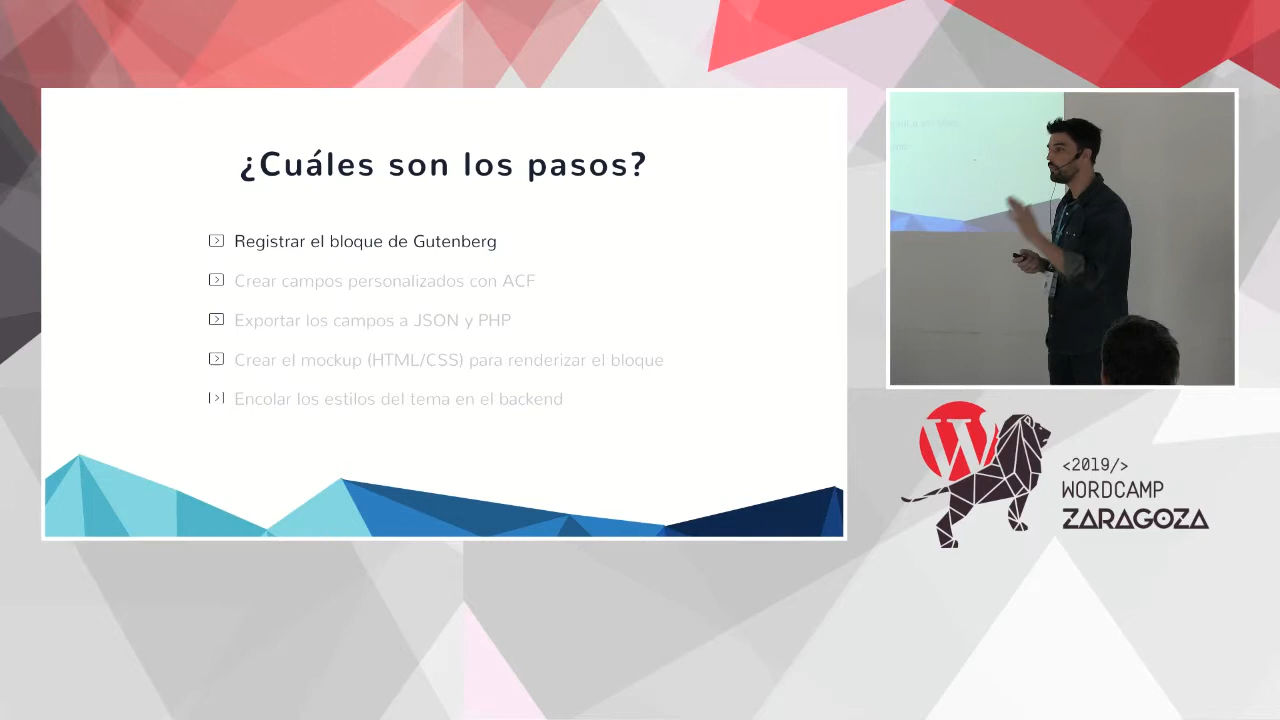 ¿Cuáles son los pasos?
Registrar el bloque de Gutenberg
Crear campos personalizados con ACF
Exportar los campos a JSON y PHP
Crear el mockup (HTML/CSS) para renderizar el bloque
Encolar los estilos del tema en el backend
<2019/>
WORDCAMP
ZARAGOZA